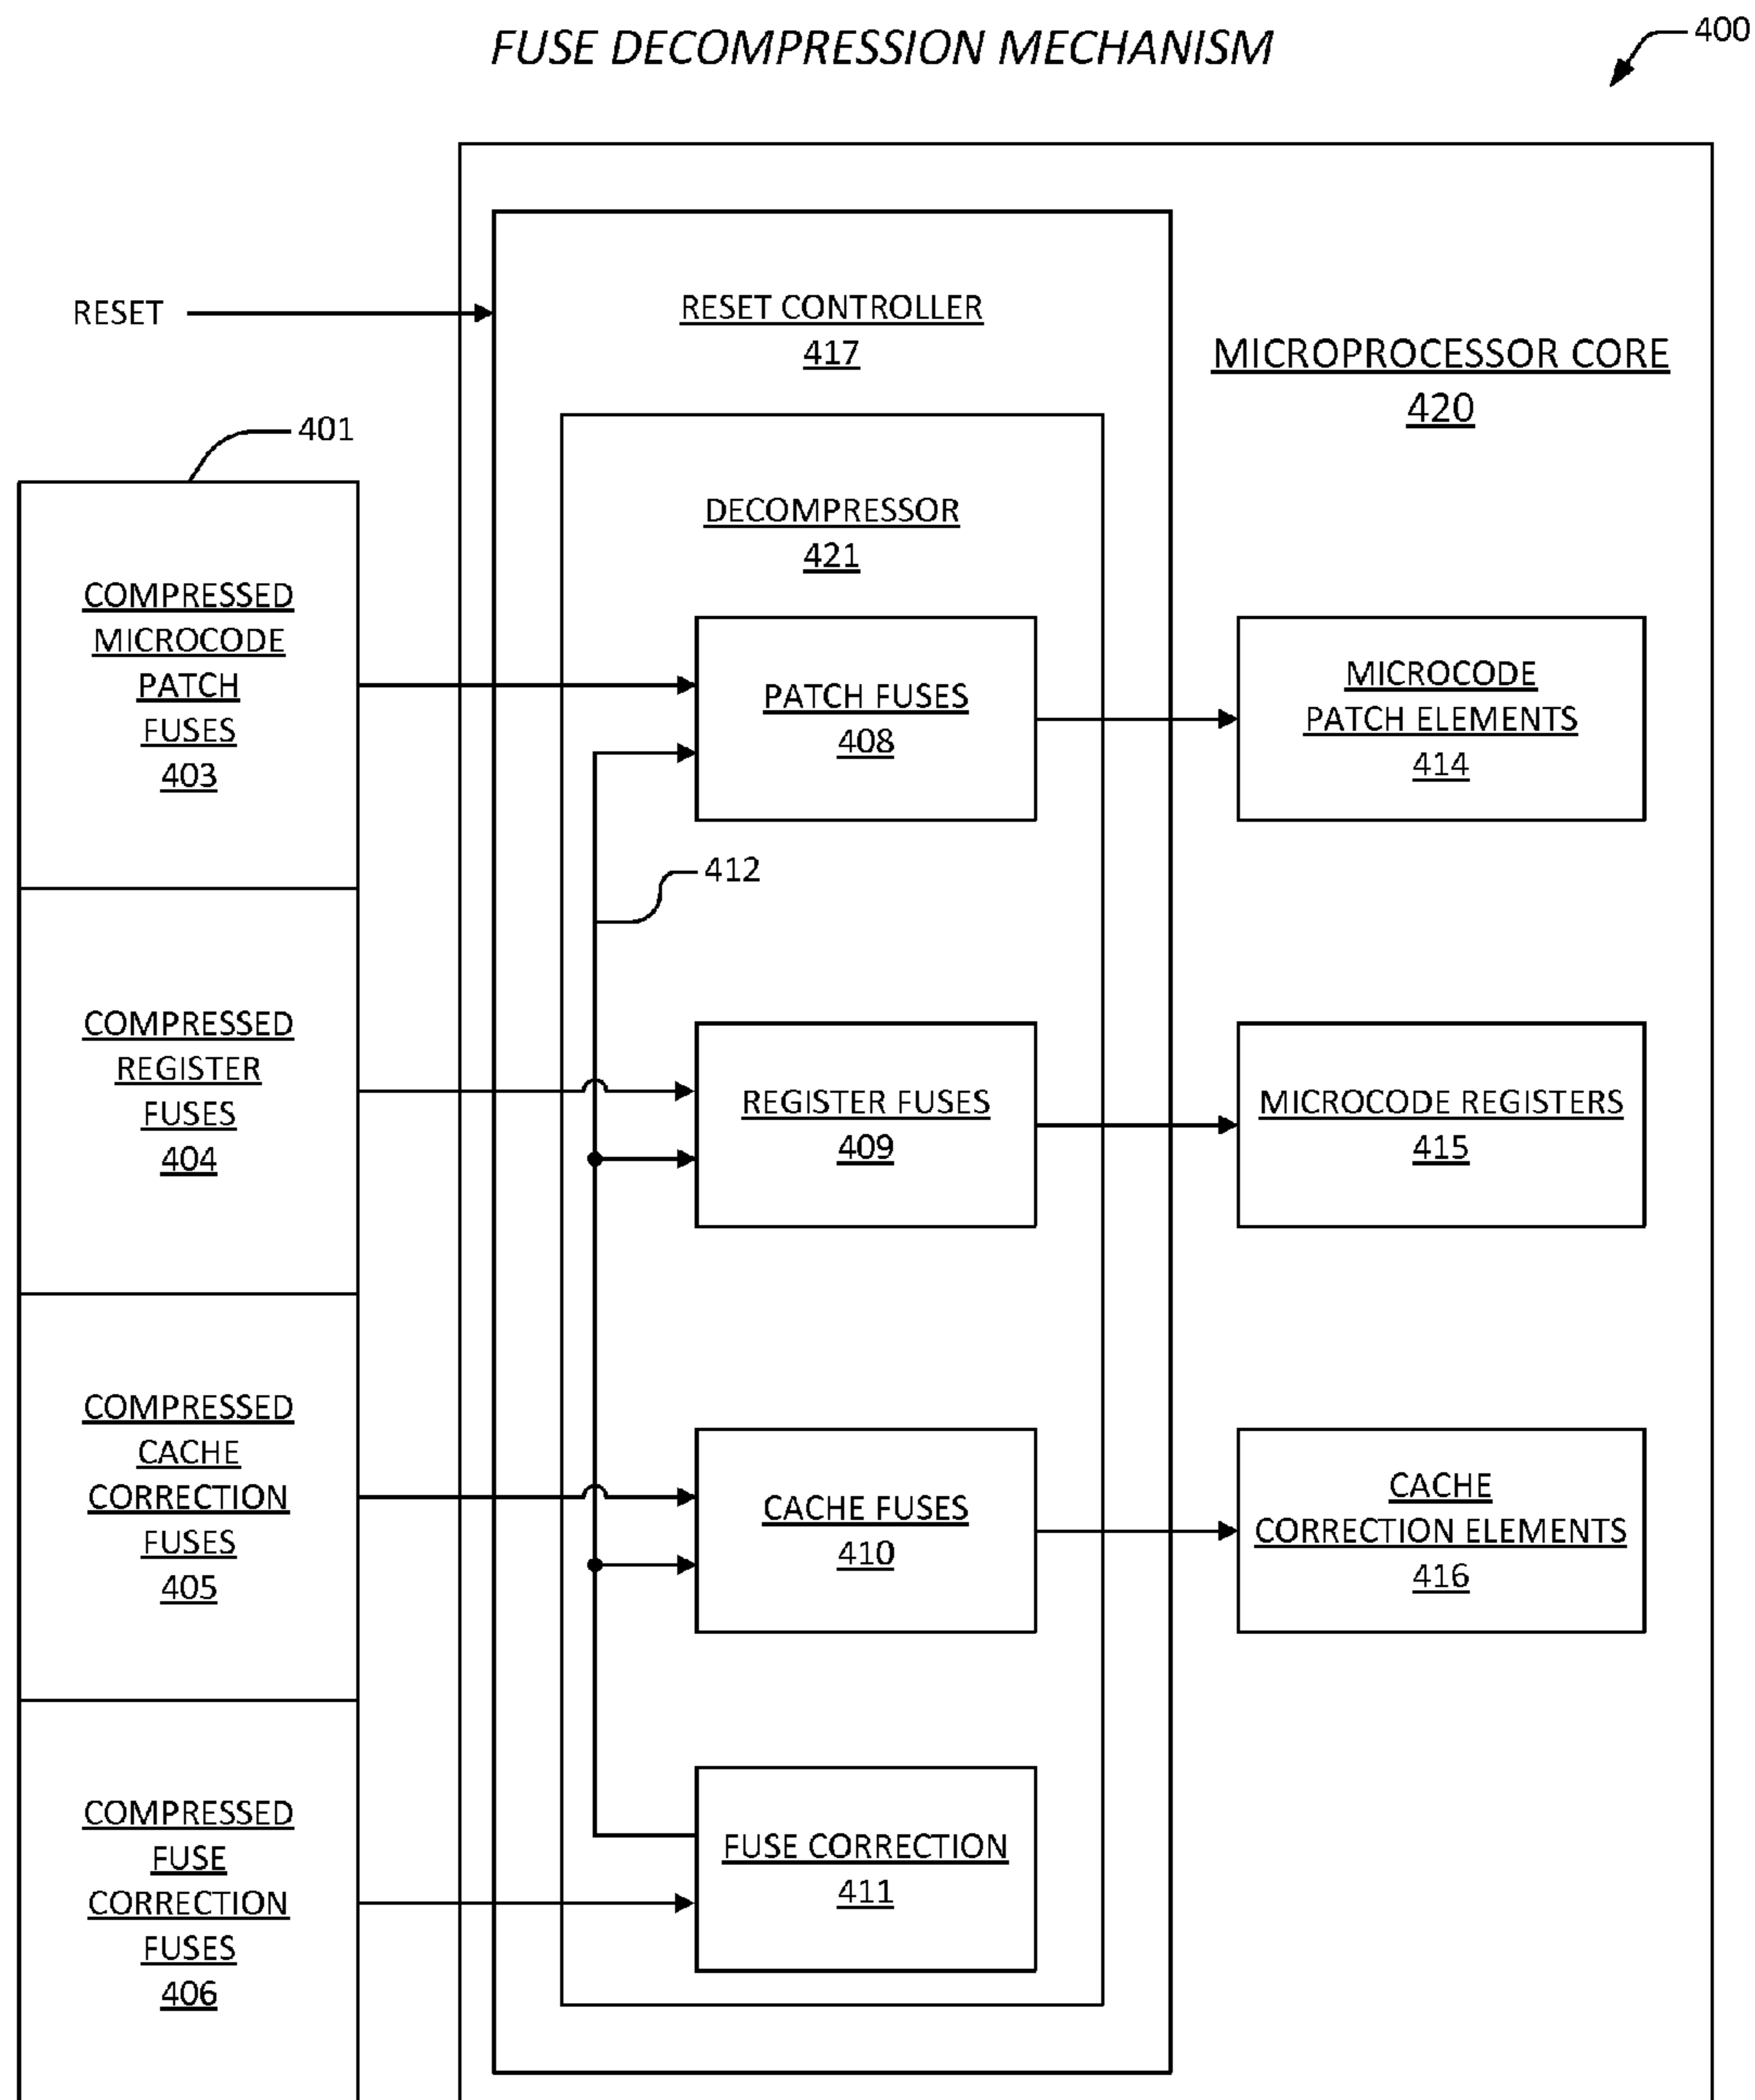 FUSE DECOMPRESSION MECHANISM
400
RESET
RESET CONTROLLER
417
MICROPROCESSOR CORE
420
401
DECOMPRESSOR
421
COMPRESSED
MICROCODE
PATCH
FUSES
403
PATCH FUSES
408
MICROCODE
PATCH ELEMENTS
414
412
COMPRESSED
REGISTER
FUSES
404
REGISTER FUSES
409
MICROCODE REGISTERS
415
COMPRESSED
CACHE
CORRECTION
FUSES
405
CACHE FUSES
410
CACHE
CORRECTION ELEMENTS
416
COMPRESSED
FUSE
CORRECTION
FUSES
406
FUSE CORRECTION
411